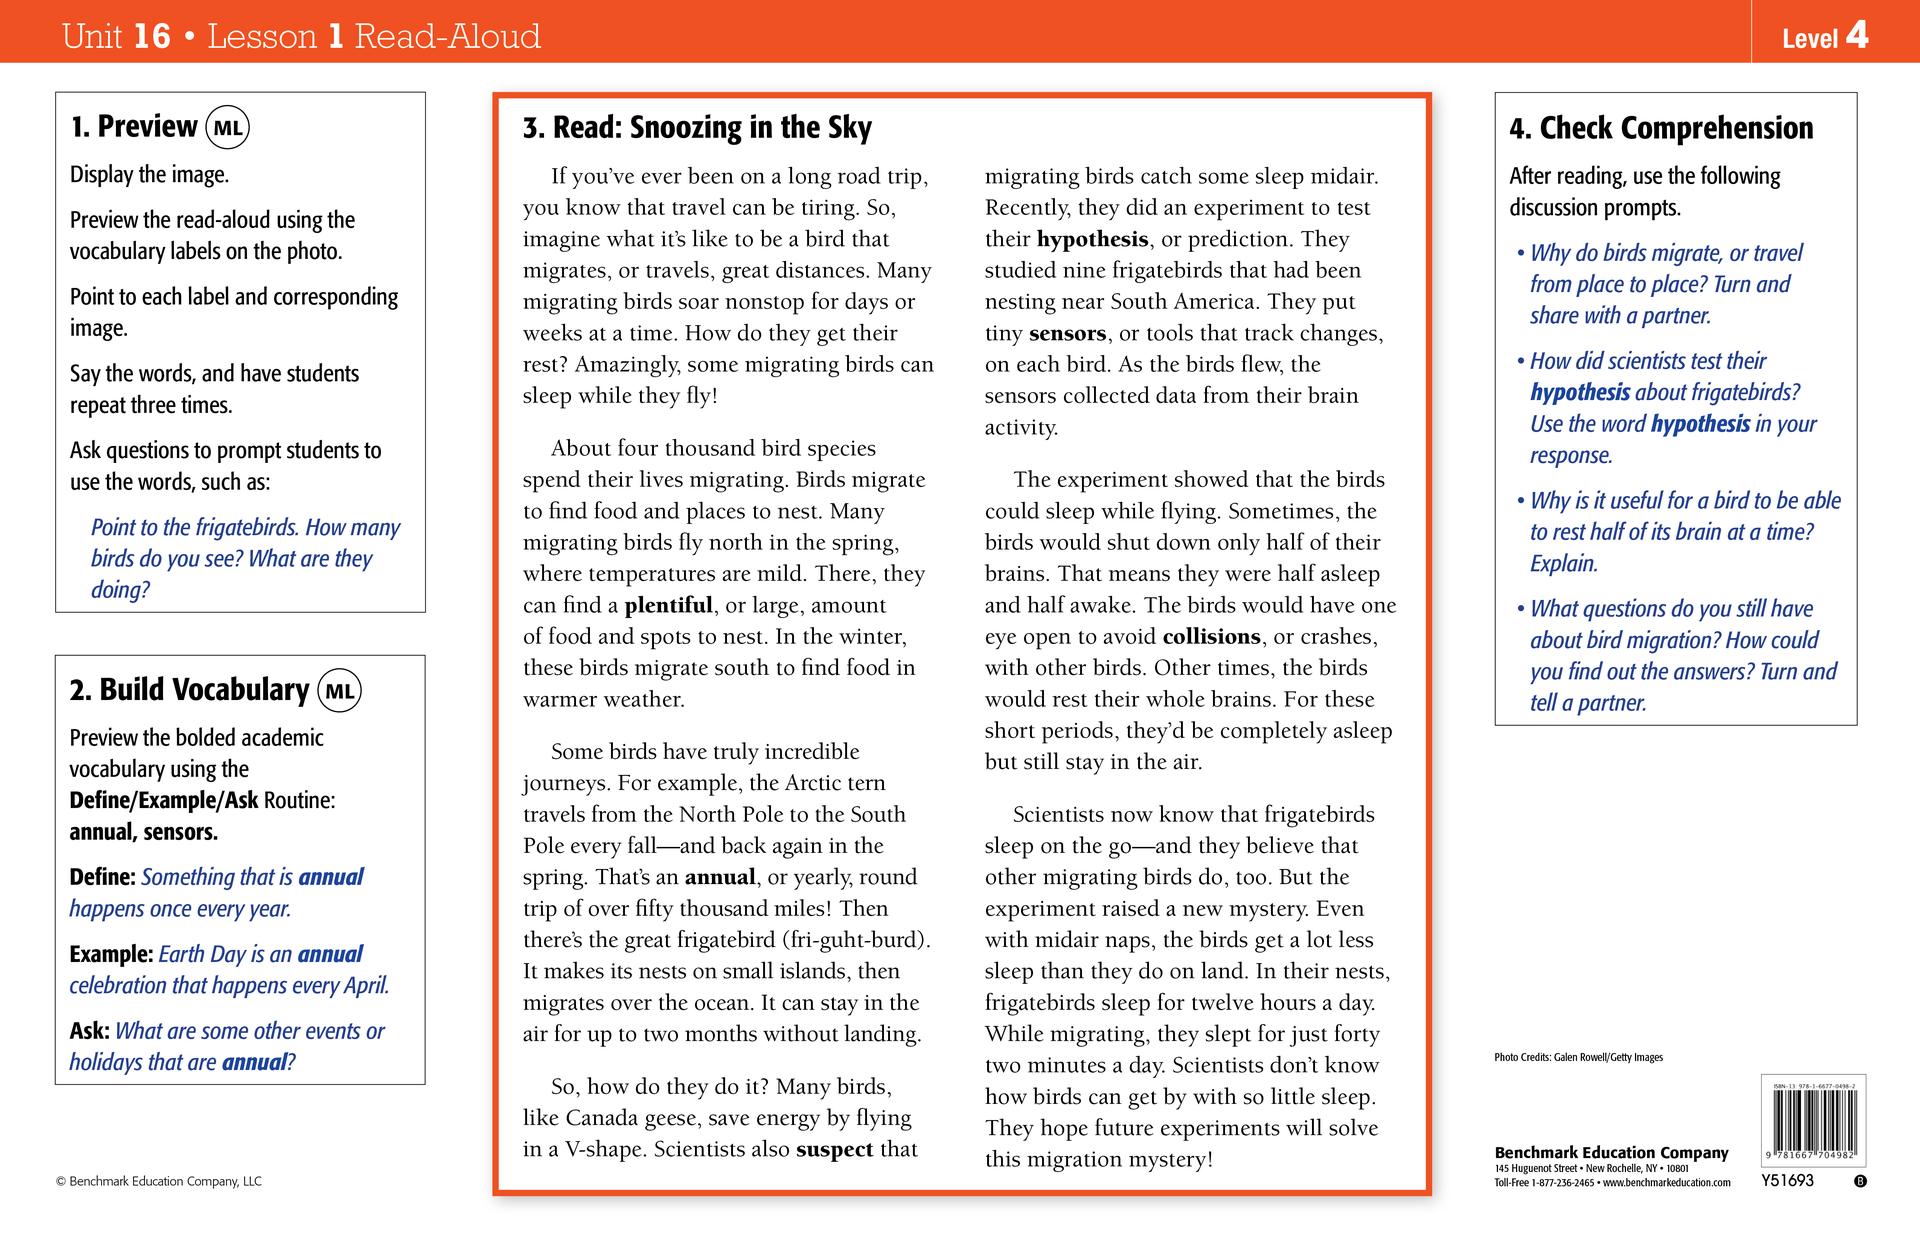 Unit 16 • Lesson 1 Read-Aloud
Level 4
1. Preview ML
Display the image.
Preview the read-aloud using the
vocabulary labels on the photo.
Point to each label and corresponding
image.
Say the words, and have students
repeat three times.
Ask questions to prompt students to
use the words, such as:
Point to the frigatebirds. How many
birds do you see? What are they
doing?
2. Build Vocabulary ML
Preview the bolded academic
vocabulary using the
Define/Example/Ask Routine:
annual, sensors.
Define: Something that is annual
happens once every year.
Example: Earth Day is an annual
celebration that happens every April.
Ask: What are some other events or
holidays that are annual?
© Benchmark Education Company, LLC
3. Read: Snoozing in the Sky
If you’ve ever been on a long road trip,
you know that travel can be tiring. So,
imagine what it’s like to be a bird that
migrates, or travels, great distances. Many
migrating birds soar nonstop for days or
weeks at a time. How do they get their
rest? Amazingly, some migrating birds can
sleep while they fly!
About four thousand bird species
spend their lives migrating. Birds migrate
to find food and places to nest. Many
migrating birds fly north in the spring,
where temperatures are mild. There, they
can find a plentiful, or large, amount
of food and spots to nest. In the winter,
these birds migrate south to find food in
warmer weather.
Some birds have truly incredible
journeys. For example, the Arctic tern
travels from the North Pole to the South
Pole every fall—and back again in the
spring. That’s an annual, or yearly, round
trip of over fifty thousand miles! Then
there’s the great frigatebird (fri-guht-burd).
It makes its nests on small islands, then
migrates over the ocean. It can stay in the
air for up to two months without landing.
So, how do they do it? Many birds,
like Canada geese, save energy by flying
in a V-shape. Scientists also suspect that
migrating birds catch some sleep midair.
Recently, they did an experiment to test
their hypothesis, or prediction. They
studied nine frigatebirds that had been
nesting near South America. They put
tiny sensors, or tools that track changes,
on each bird. As the birds flew, the
sensors collected data from their brain
activity.
The experiment showed that the birds
could sleep while flying. Sometimes, the
birds would shut down only half of their
brains. That means they were half asleep
and half awake. The birds would have one
eye open to avoid collisions, or crashes,
with other birds. Other times, the birds
would rest their whole brains. For these
short periods, they’d be completely asleep
but still stay in the air.
Scientists now know that frigatebirds
sleep on the go—and they believe that
other migrating birds do, too. But the
experiment raised a new mystery. Even
with midair naps, the birds get a lot less
sleep than they do on land. In their nests,
frigatebirds sleep for twelve hours a day.
While migrating, they slept for just forty
two minutes a day. Scientists don’t know
how birds can get by with so little sleep.
They hope future experiments will solve
this migration mystery!
4. Check Comprehension
After reading, use the following
discussion prompts.
• Why do birds migrate, or travel
from place to place? Turn and
share with a partner.
• How did scientists test their
hypothesis about frigatebirds?
Use the word hypothesis in your
response.
• Why is it useful for a bird to be able
to rest half of its brain at a time?
Explain.
• What questions do you still have
about bird migration? How could
you find out the answers? Turn and
tell a partner.
Photo Credits: Galen Rowell/Getty Images
Benchmark Education Company
145 Huguenot Street • New Rochelle, NY • 10801
Toll-Free 1-877-236-2465 • www.benchmarkeducation.com
ISBN-13 978-1-6677-0498-2
9 781667 704982
Y51693
B